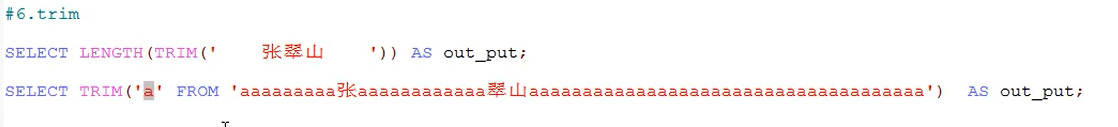 #6.trim
SELECT LENGTH(TRIM('    张翠山    ')) AS out_put;
SELECT TRIM('a' FROM 'aaaaaaaaa张aaaaaaaaaaaa翠山aaaaaaaaaaaaaaaaaaaaaaaaaaaaaaaaaaaaa')  AS out_put;